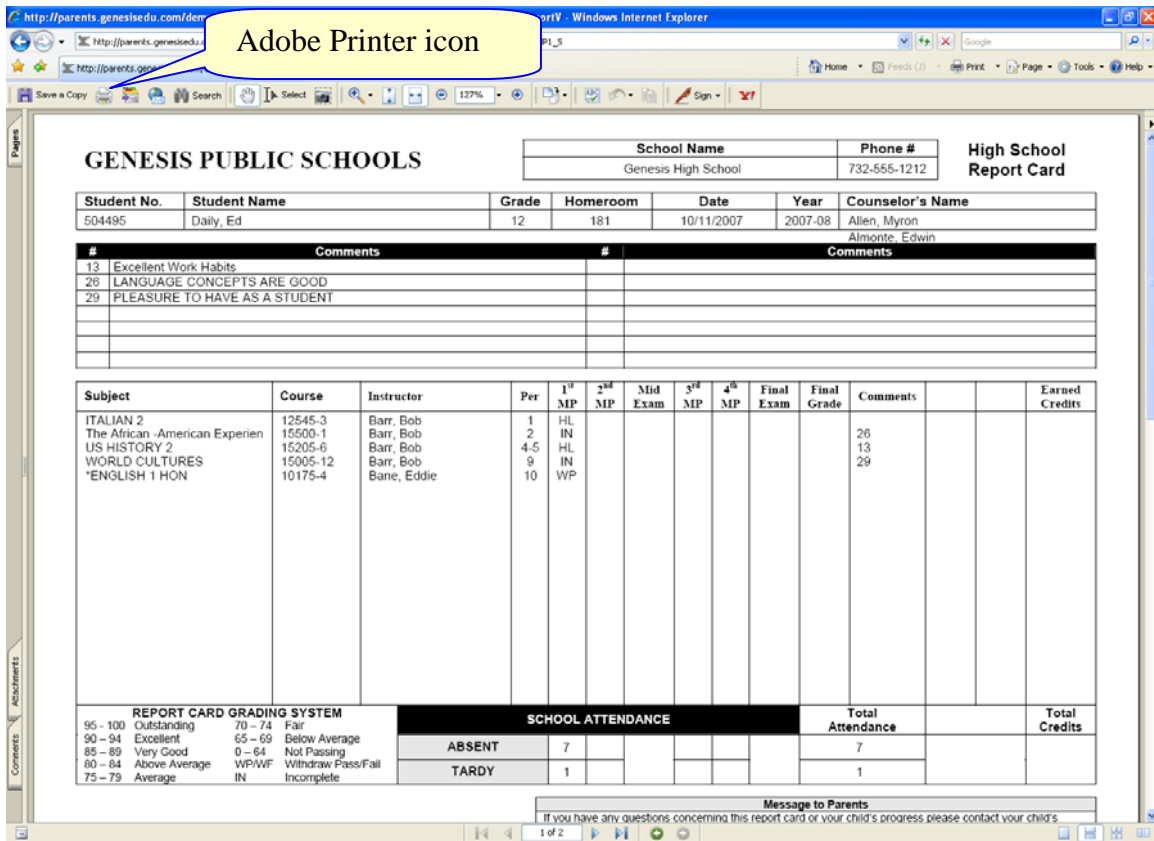 http://parents.genesisedu.com/dem ortV - Windows Internet Explorer
Adobe Printer icon
http://parents.genesisedu.c P1_5 Google
http://parents.gene Home Feeds (J) Print Page Tools Help
Save a Copy Search Select 127% Sign Y!
Pages
GENESIS PUBLIC SCHOOLS
School Name Phone # High School
Genesis High School 732-555-1212 Report Card
Student No. Student Name Grade Homeroom Date Year Counselor's Name
504495 Daily, Ed 12 181 10/11/2007 2007-08 Allen, Myron
Almonte, Edwin
# Comments # Comments
13 Excellent Work Habits
26 LANGUAGE CONCEPTS ARE GOOD
29 PLEASURE TO HAVE AS A STUDENT
Subject Course Instructor Per 1st MP 2nd MP Mid Exam 3rd MP 4th MP Final Exam Final Grade Comments Earned Credits
ITALIAN 2 12545-3 Barr, Bob 1 HL
The African -American Experien 15500-1 Barr, Bob 2 IN 26
US HISTORY 2 15205-6 Barr, Bob 4-5 HL 13
WORLD CULTURES 15005-12 Barr, Bob 9 IN 29
*ENGLISH 1 HON 10175-4 Bane, Eddie 10 WP
REPORT CARD GRADING SYSTEM
95 - 100 Outstanding 70 – 74 Fair
90 – 94 Excellent 65 – 69 Below Average
85 – 89 Very Good 0 – 64 Not Passing
80 – 84 Above Average WP/WF Withdraw Pass/Fail
75 – 79 Average IN Incomplete
SCHOOL ATTENDANCE Total Attendance Total Credits
ABSENT 7 7
TARDY 1 1
Attachments
Comments
Message to Parents
If you have any questions concerning this report card or your child's progress please contact your child's
1 of 2